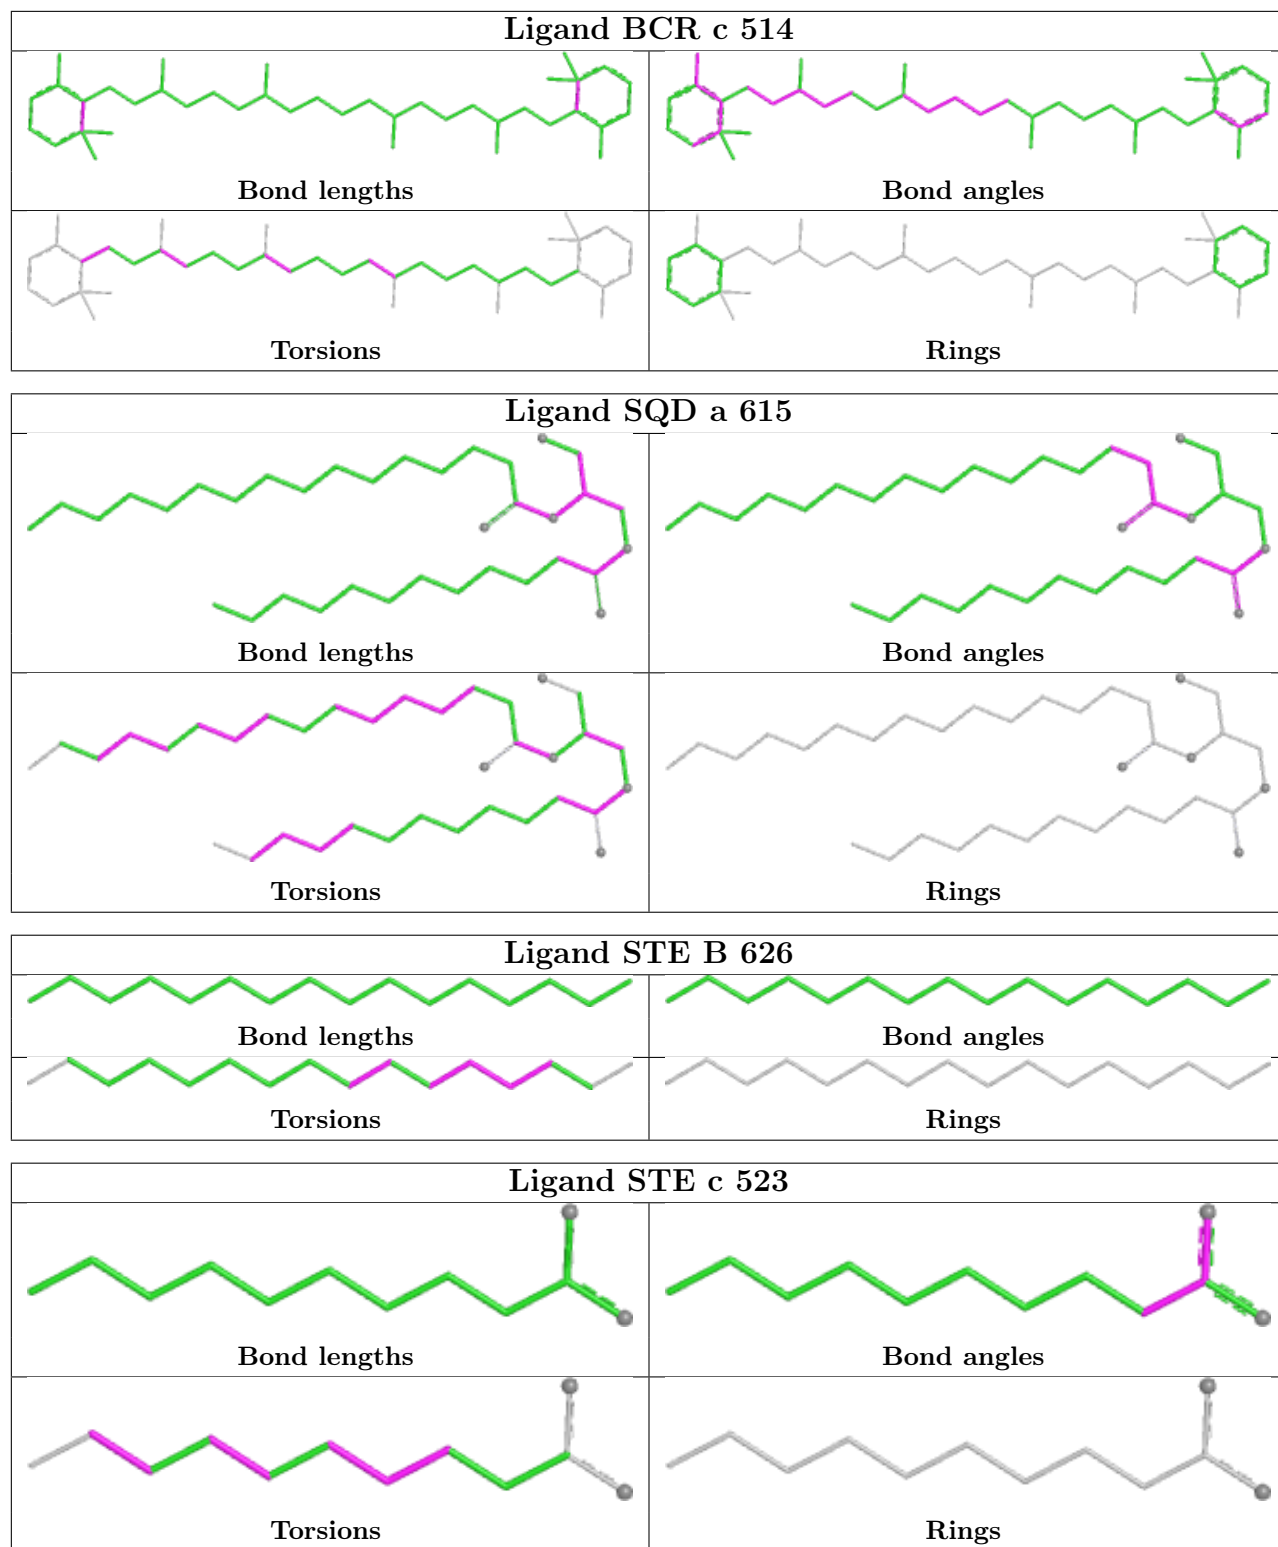 Ligand BCR c 514
Bond lengths
Bond angles
Torsions
Rings
Ligand SQD a 615
Bond lengths
Bond angles
Torsions
Rings
Ligand STE B 626
Bond lengths
Bond angles
Torsions
Rings
Ligand STE c 523
Bond lengths
Bond angles
Torsions
Rings